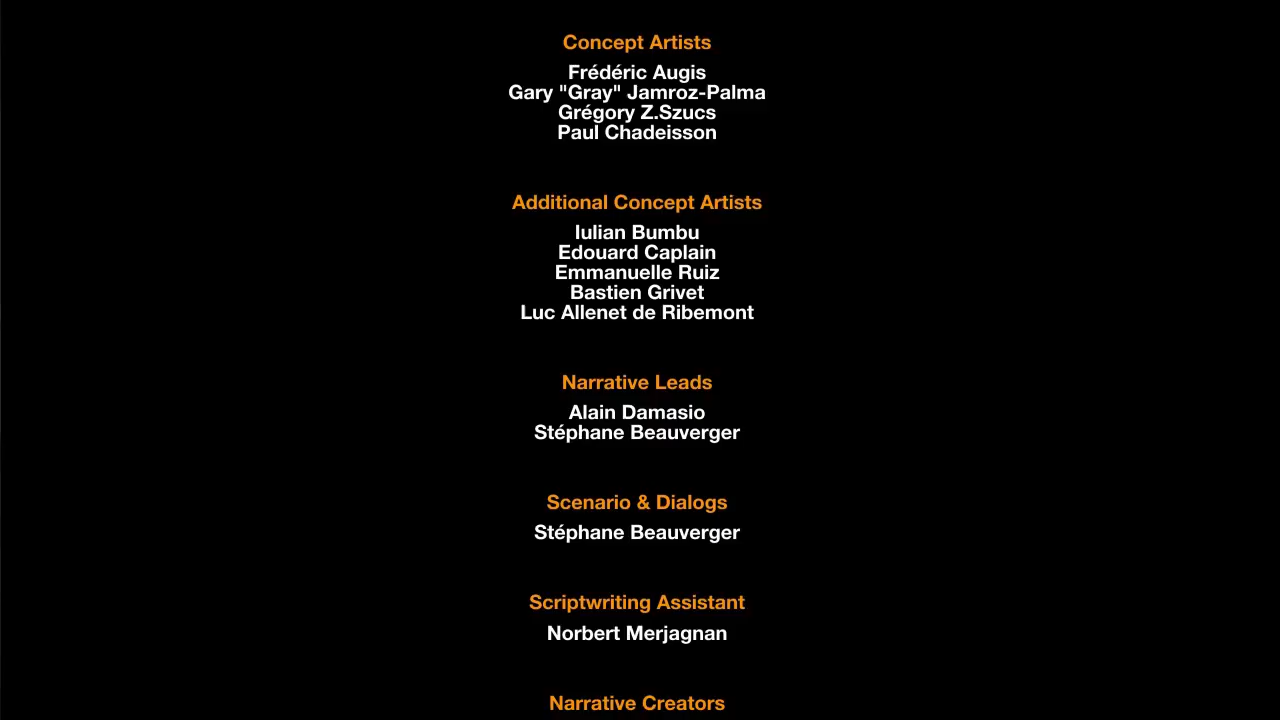 Concept Artists
Frédéric Augis
Gary "Gray" Jamroz-Palma
Grégory Z.Szucs
Paul Chadeisson
Additional Concept Artists
Iulian Bumbu
Edouard Caplain
Emmanuelle Ruiz
Bastien Grivet
Luc Allenet de Ribemont
Narrative Leads
Alain Damasio
Stéphane Beauverger
Scenario & Dialogs
Stéphane Beauverger
Scriptwriting Assistant
Norbert Merjagnan
Narrative Creators